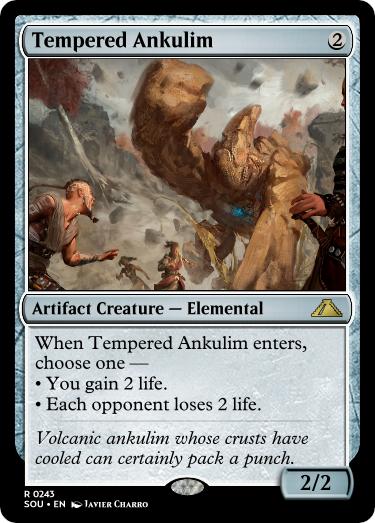 Tempered Ankulim 2
Artifact Creature — Elemental
When Tempered Ankulim enters,
choose one —
• You gain 2 life.
• Each opponent loses 2 life.
Volcanic ankulim whose crusts have
cooled can certainly pack a punch.
2/2
R 0243
SOU • EN Javier Charro